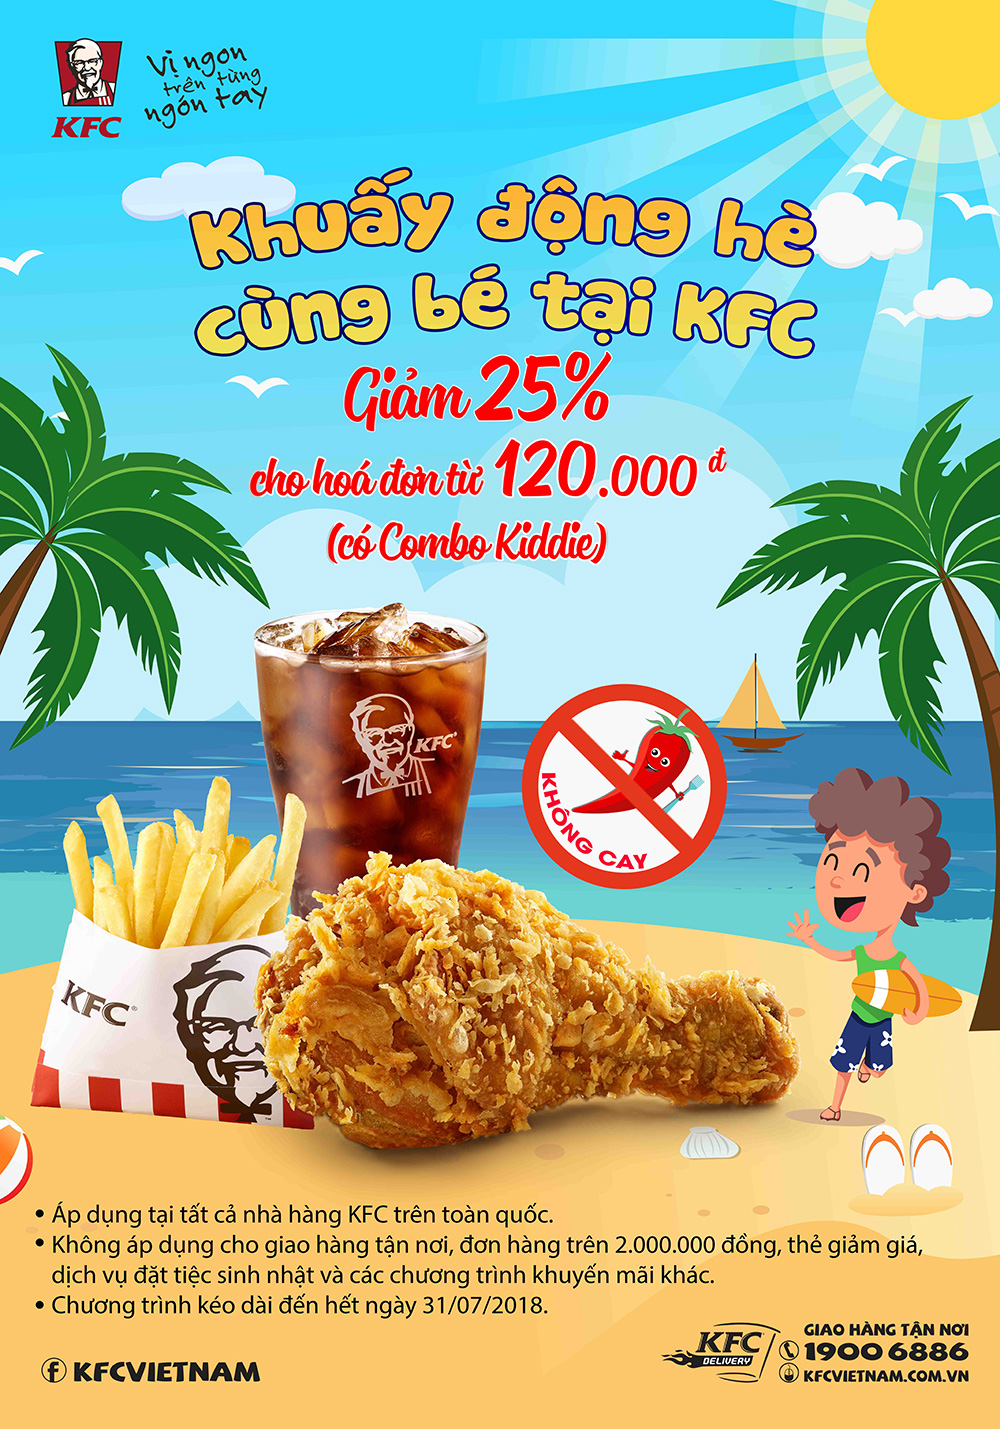 KFC
Vị ngon
trên từng
ngón tay
Khuấy động hè
cùng bé tại KFC
Giảm 25%
cho hoá đơn từ 120.000 đ
(có Combo Kiddie)
KFC
KHÔNG CAY
KFC
• Áp dụng tại tất cả nhà hàng KFC trên toàn quốc.
• Không áp dụng cho giao hàng tận nơi, đơn hàng trên 2.000.000 đồng, thẻ giảm giá,
dịch vụ đặt tiệc sinh nhật và các chương trình khuyến mãi khác.
• Chương trình kéo dài đến hết ngày 31/07/2018.
f KFCVIETNAM
KFC
DELIVERY
GIAO HÀNG TẬN NƠI
1900 6886
KFCVIETNAM.COM.VN